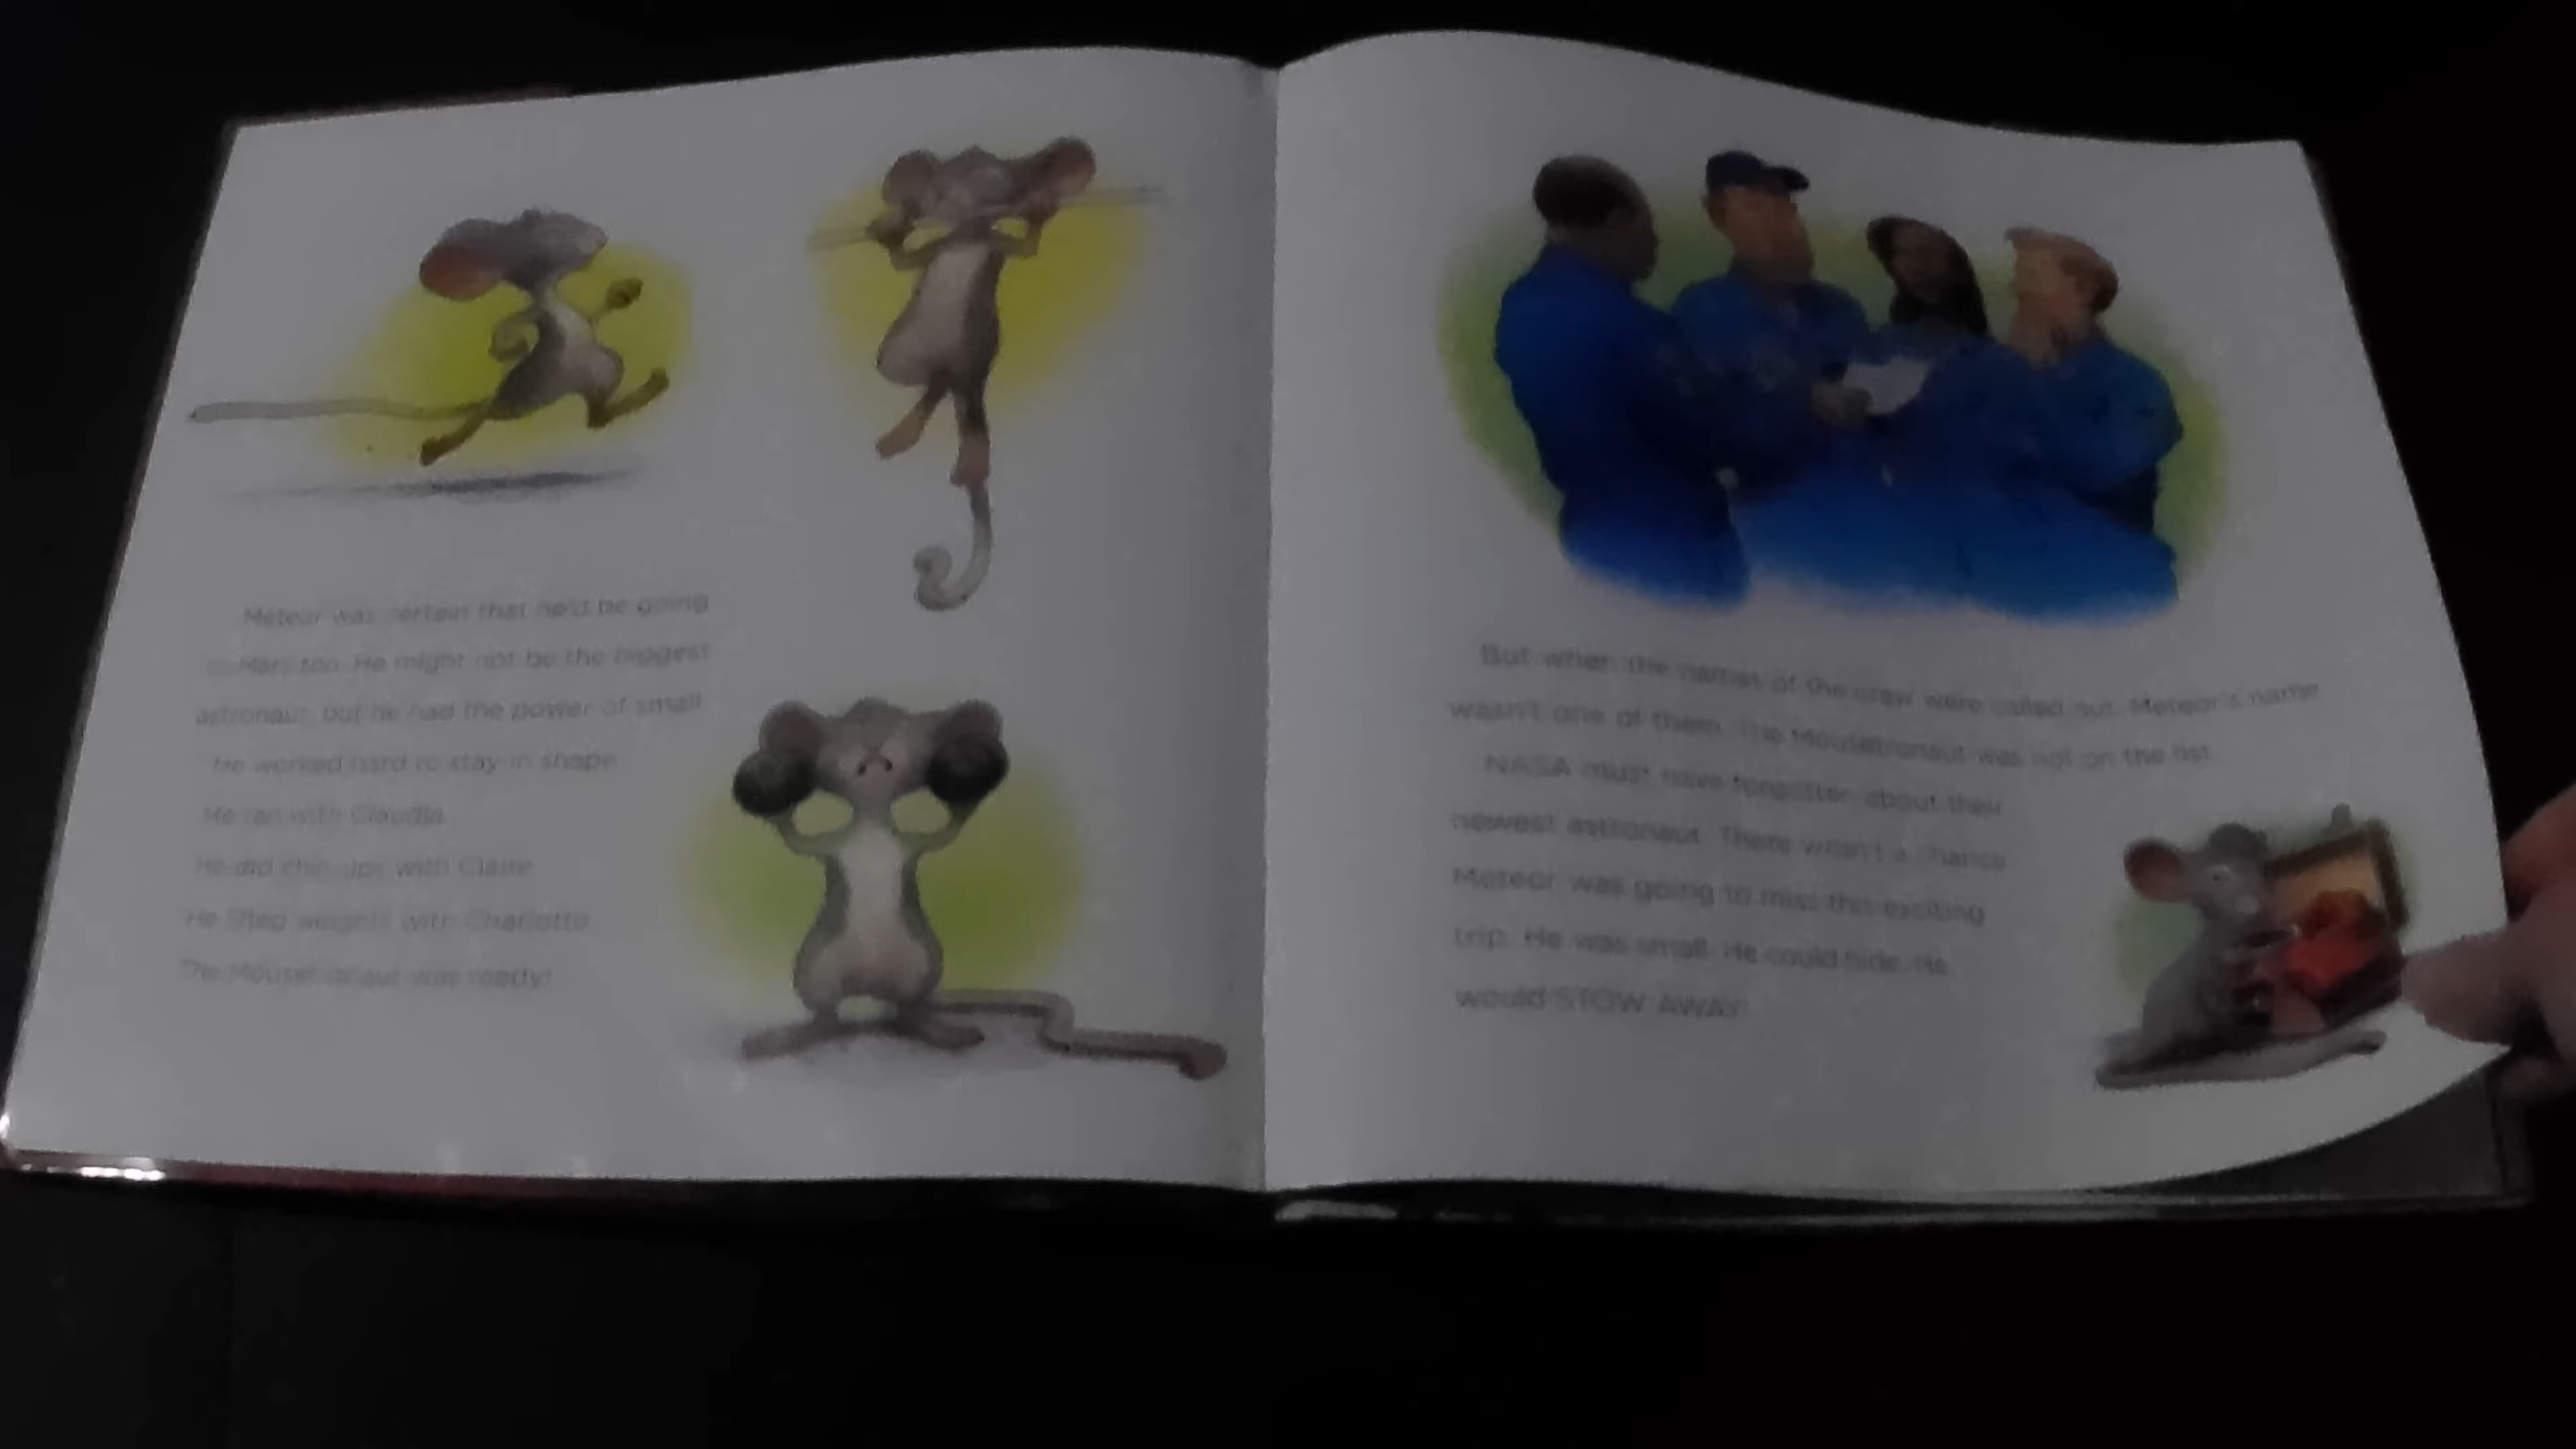 Meteor was certain that he'd be going
to Mars too. He might not be the biggest
astronaut, but he had the power of small.
He worked hard to stay in shape.
He ran with Claudia.
He did chin-ups with Claire.
He lifted weights with Charlotte.
The Mousetronaut was ready!
But when the names of the crew were called out, Meteor's name
wasn't one of them. The Mousetronaut was not on the list.
NASA must have forgotten about their
newest astronaut. There wasn't a chance
Meteor was going to miss this exciting
trip. He was small. He could hide. He
would STOW AWAY!